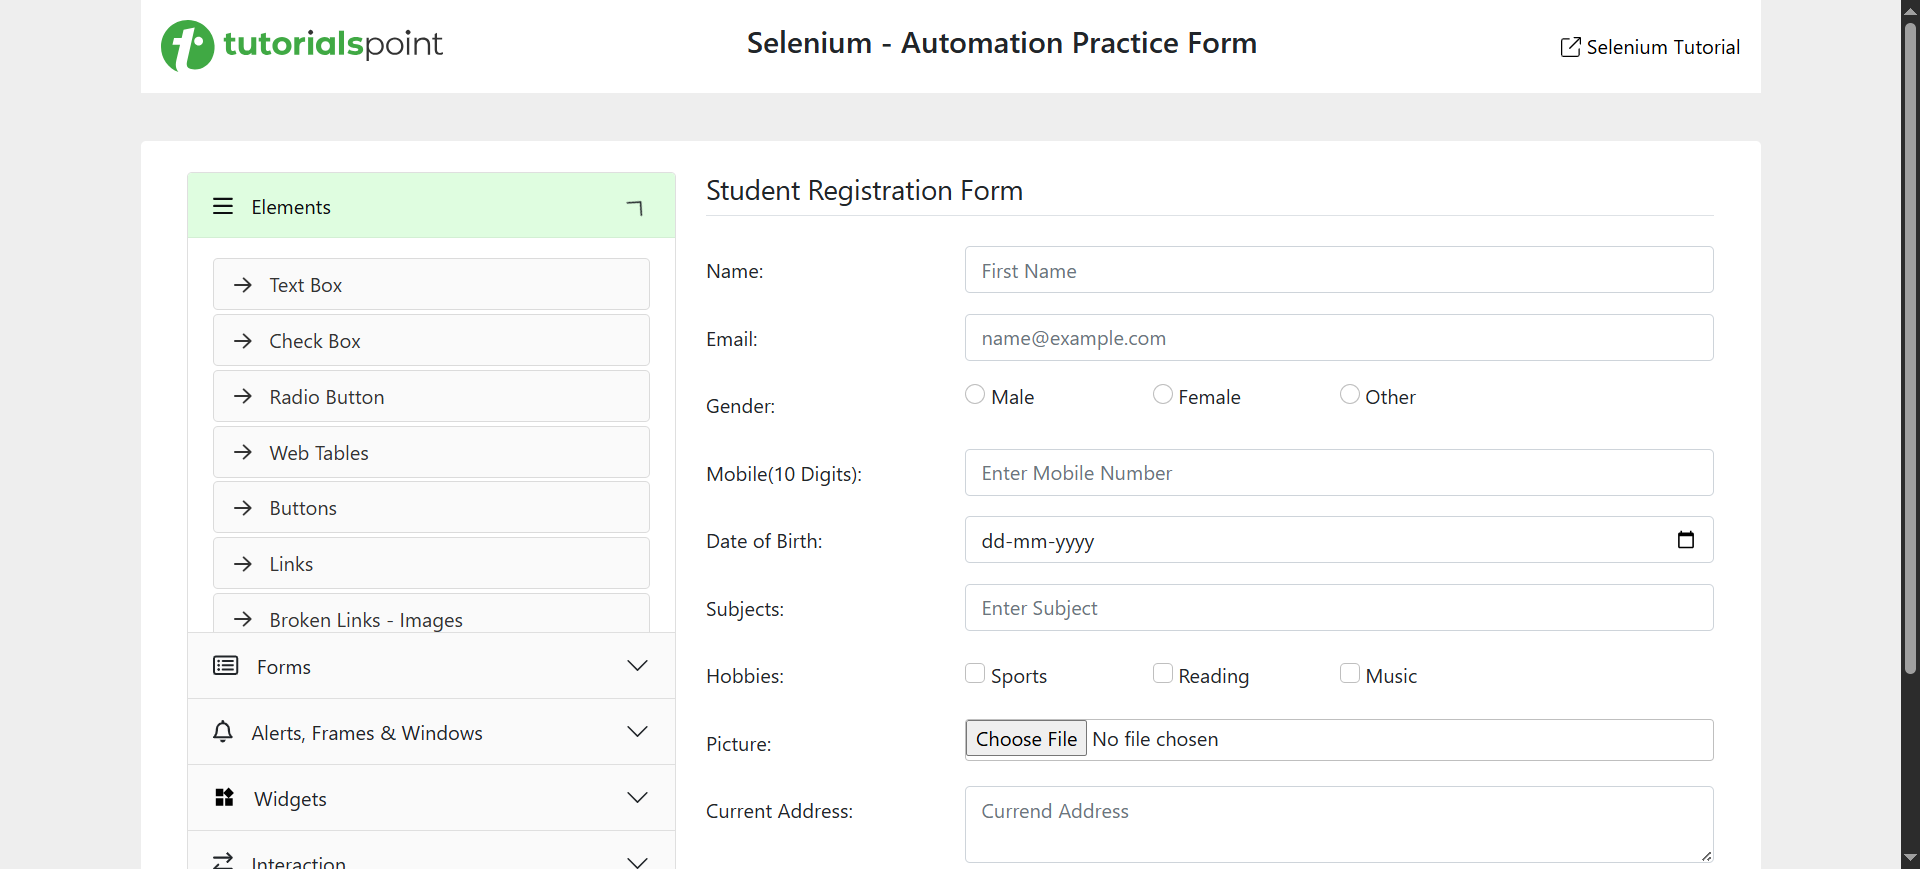 tutorialspoint
Selenium - Automation Practice Form
Selenium Tutorial
Elements
Text Box
Check Box
Radio Button
Web Tables
Buttons
Links
Broken Links - Images
Forms
Alerts, Frames & Windows
Widgets
Interaction
Student Registration Form
Name:
First Name
Email:
name@example.com
Gender:
Male Female Other
Mobile(10 Digits):
Enter Mobile Number
Date of Birth:
dd-mm-yyyy
Subjects:
Enter Subject
Hobbies:
Sports Reading Music
Picture:
Choose File No file chosen
Current Address:
Currend Address